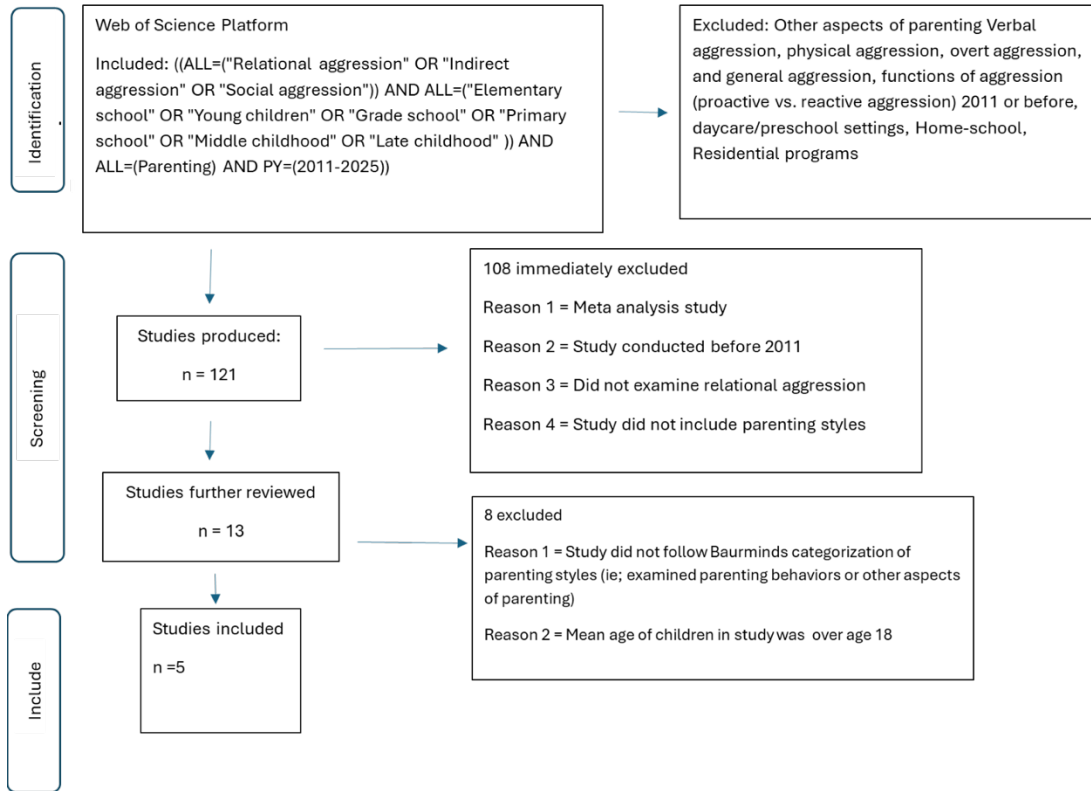 Identification
Web of Science Platform
Included: ((ALL=("Relational aggression" OR "Indirect
aggression" OR "Social aggression")) AND ALL=("Elementary
school" OR "Young children" OR "Grade school" OR "Primary
school" OR "Middle childhood" OR "Late childhood" )) AND
ALL=(Parenting) AND PY=(2011-2025))
Excluded: Other aspects of parenting Verbal
aggression, physical aggression, overt aggression,
and general aggression, functions of aggression
(proactive vs. reactive aggression) 2011 or before,
daycare/preschool settings, Home-school,
Residential programs
Screening
Studies produced:
n = 121
108 immediately excluded
Reason 1 = Meta analysis study
Reason 2 = Study conducted before 2011
Reason 3 = Did not examine relational aggression
Reason 4 = Study did not include parenting styles
Studies further reviewed
n = 13
8 excluded
Reason 1 = Study did not follow Baurminds categorization of
parenting styles (ie; examined parenting behaviors or other aspects
of parenting)
Reason 2 = Mean age of children in study was over age 18
Include
Studies included
n =5